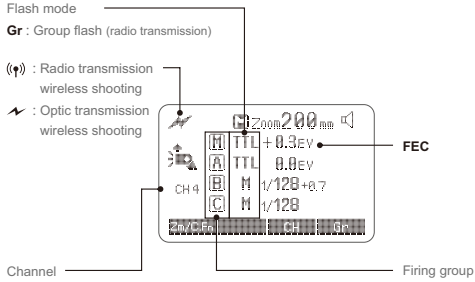 Flash mode
Gr : Group flash (radio transmission)
: Radio transmission
wireless shooting
: Optic transmission
wireless shooting
Zoom 200 mm
M TTL +0.3EV
FEC
A TTL 0.0EV
CH 4
B M 1/128+0.7
C M 1/128
Zm/C.Fn CH Gr
Channel
Firing group